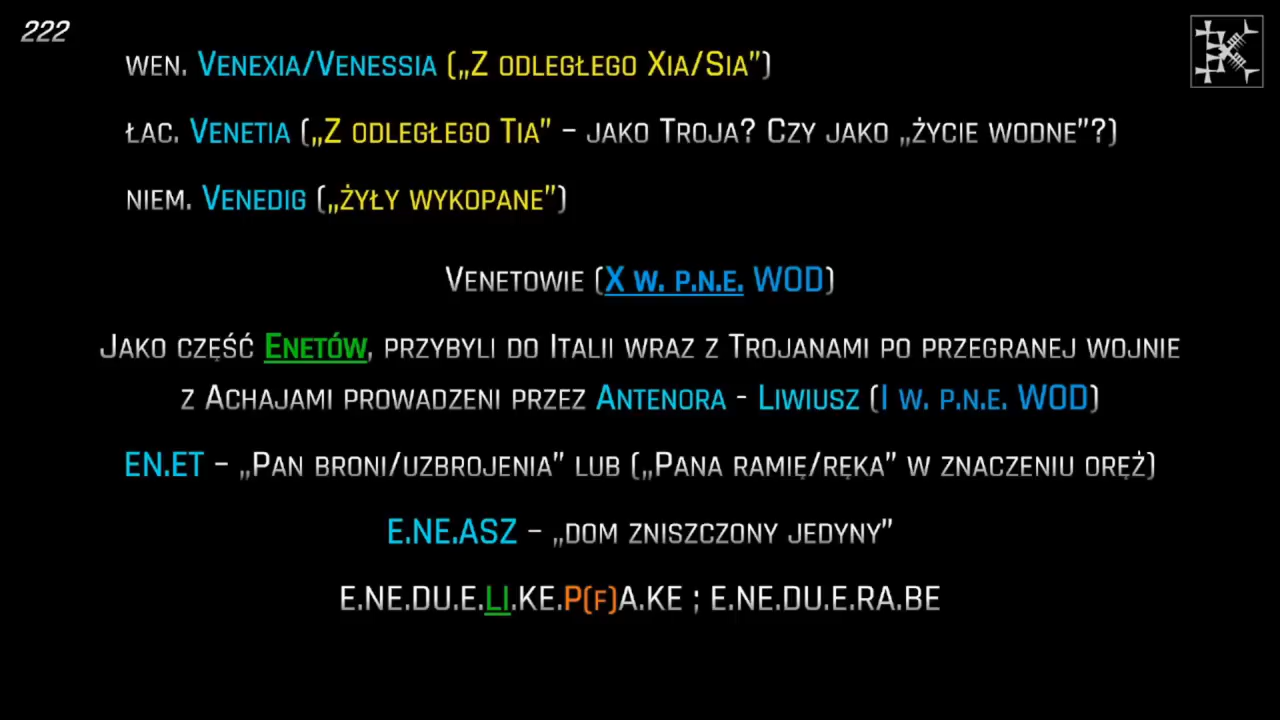 222
WEN. VENEXIA/VENESSIA („Z ODLEGŁEGO XIA/SIA”)
ŁAC. VENETIA („Z ODLEGŁEGO TIA” – JAKO TROJA? CZY JAKO „ŻYCIE WODNE”?)
NIEM. VENEDIG („ŻYŁY WYKOPANE”)
VENETOWIE (X W. P.N.E. WOD)
JAKO CZĘŚĆ ENETÓW, PRZYBYLI DO ITALII WRAZ Z TROJANAMI PO PRZEGRANEJ WOJNIE
Z ACHAJAMI PROWADZENI PRZEZ ANTENORA - LIWIUSZ (I W. P.N.E. WOD)
EN.ET – „PAN BRONI/UZBROJENIA” LUB („PANA RAMIĘ/RĘKA” W ZNACZENIU ORĘŻ)
E.NE.ASZ – „DOM ZNISZCZONY JEDYNY”
E.NE.DU.E.LI.KE.P(F)A.KE ; E.NE.DU.E.RA.BE